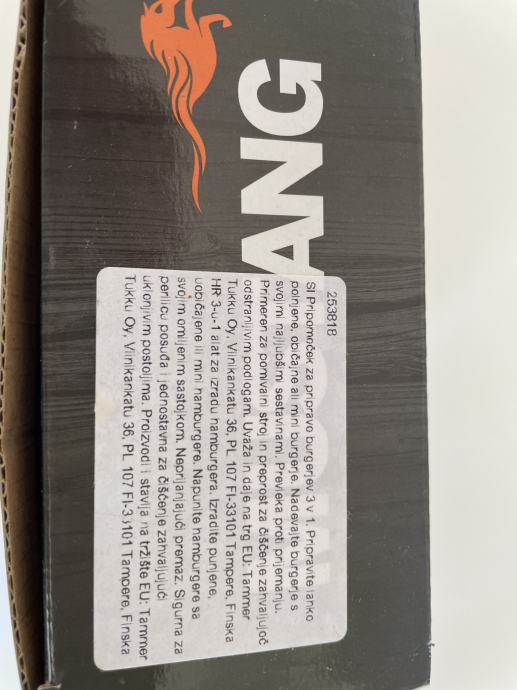 ANG
253818
SI Pripomoček za pripravo burgerjev 3 v 1. Pripravite lahko
polnjene, običajne ali mini burgerje. Nadevajte burgerje s
svojimi najljubšimi sestavinami. Prevleka proti prijemanju.
Primeren za pomivalni stroj in preprost za čiščenje zahvaljujoč
odstranljivim podlogam. Uvaža in daje na trg EU: Tammer
Tukku Oy, Viinikankatu 36, PL 107 FI-33101 Tampere, Finska
HR 3-u-1 alat za izradu hamburgera. Izradite punjene,
uobičajene ili mini hamburgere. Napunite hamburgere sa
svojim omiljenim sastojkom. Neprijanjajući premaz. Sigurna za
perilicu posuđa i jednostavna za čišćenje zahvaljujući
uklonjivim postoljima. Proizvodi i stavlja na tržište EU: Tammer
Tukku Oy, Viinikankatu 36, PL 107 FI-33101 Tampere, Finska